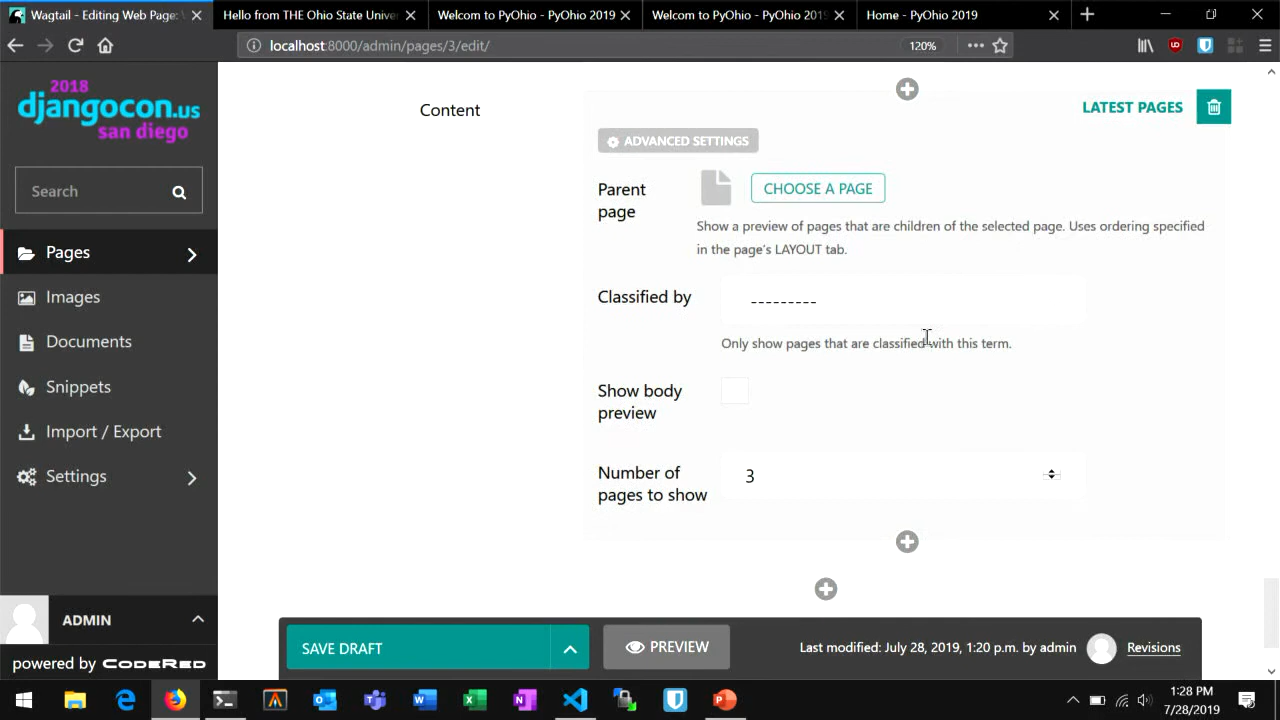 Wagtail - Editing Web Page:
Hello from THE Ohio State Univer
Welcom to PyOhio - PyOhio 2019
Welcom to PyOhio - PyOhio 2019
Home - PyOhio 2019
localhost:8000/admin/pages/3/edit/
120%
2018
djangocon.us
san diego
Search
Pages
Images
Documents
Snippets
Import / Export
Settings
ADMIN
powered by CODERED
Content
LATEST PAGES
ADVANCED SETTINGS
Parent
page
CHOOSE A PAGE
Show a preview of pages that are children of the selected page. Uses ordering specified
in the page's LAYOUT tab.
Classified by
---------
Only show pages that are classified with this term.
Show body
preview
Number of
pages to show
3
SAVE DRAFT
PREVIEW
Last modified: July 28, 2019, 1:20 p.m. by admin
Revisions
1:28 PM
7/28/2019